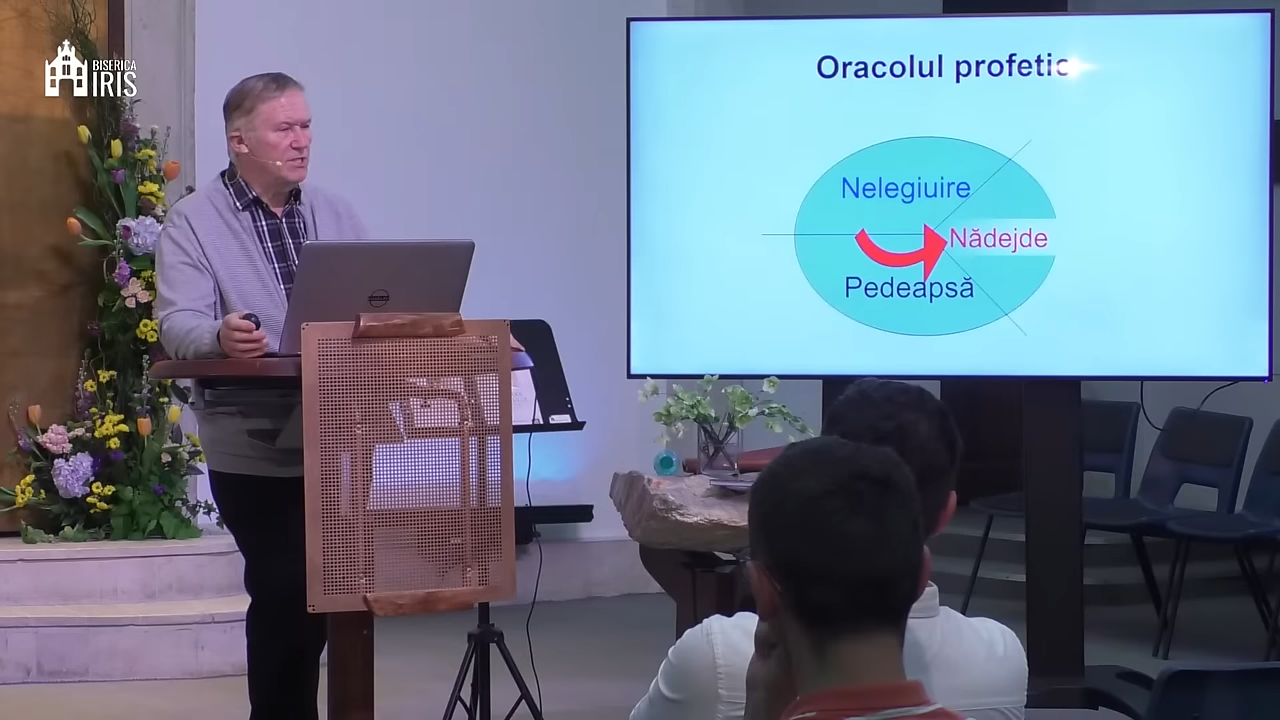 BISERICA
IRIS
Oracolul profetic
Nelegiuire
Nădejde
Pedeapsă